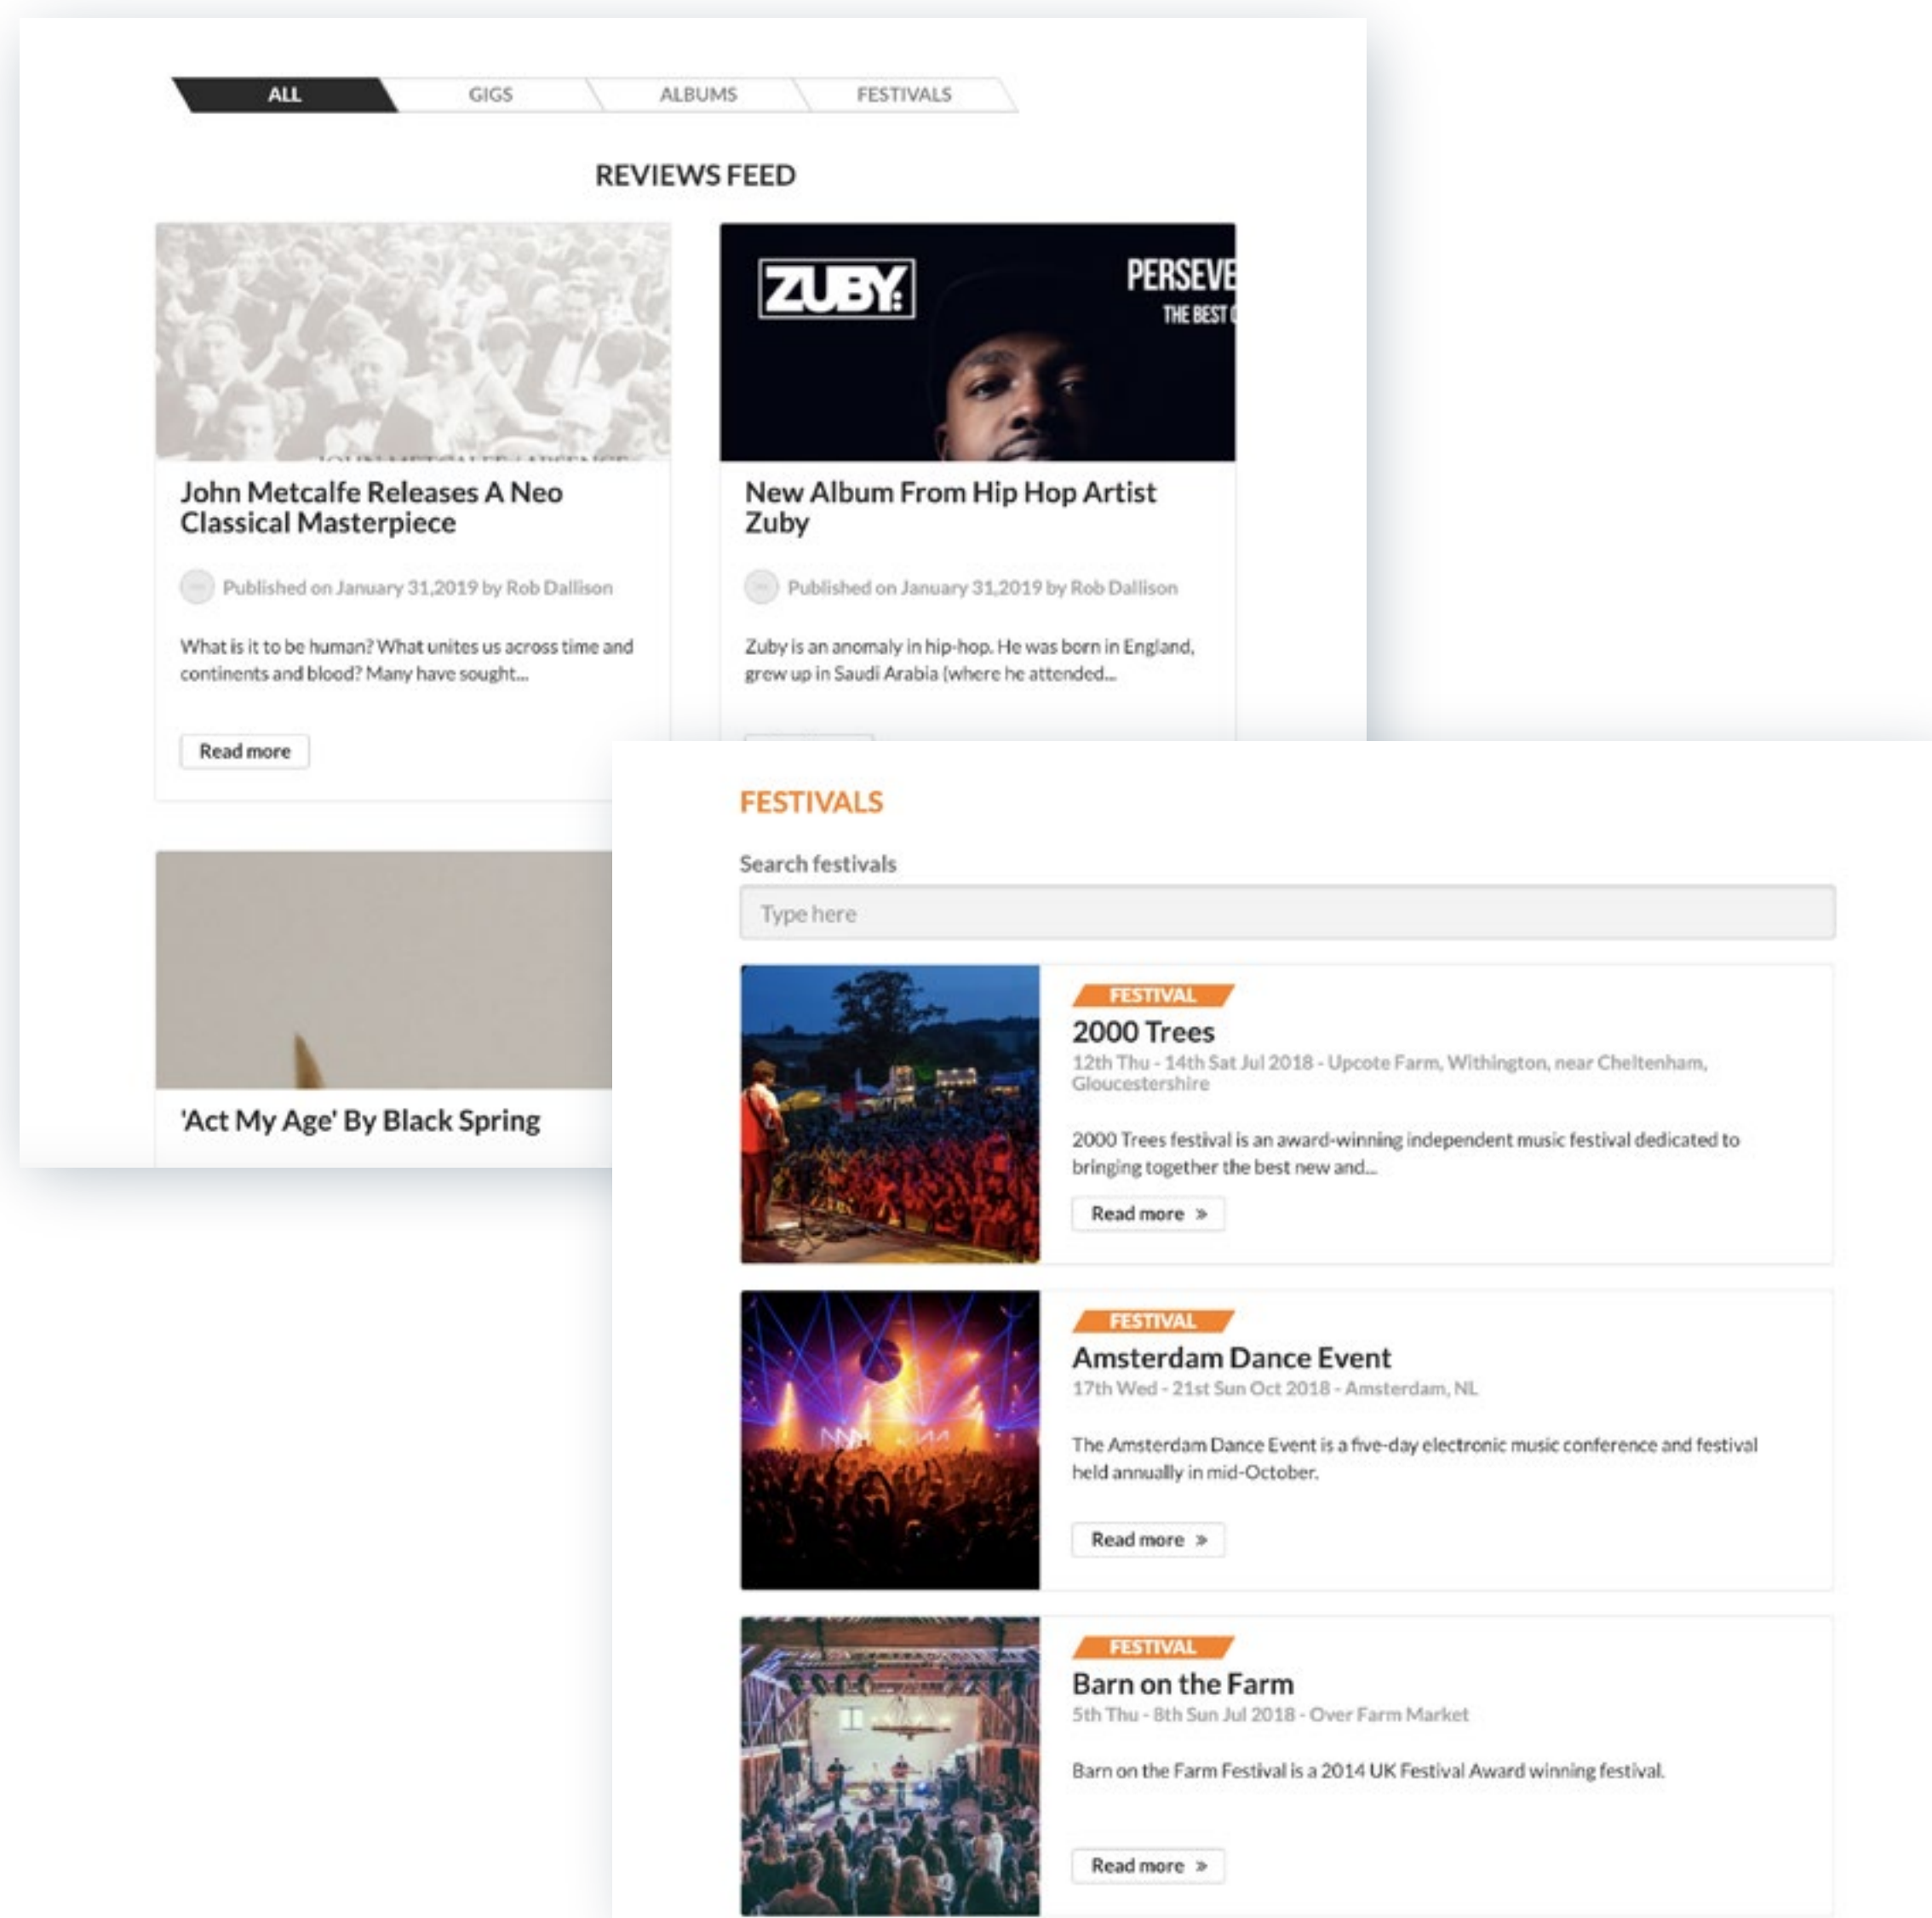 ALL
GIGS
ALBUMS
FESTIVALS
REVIEWS FEED
ZUBY:
PERSEVE
THE BEST
JOHN METCALFE / ABSENCE
John Metcalfe Releases A Neo
Classical Masterpiece
Published on January 31,2019 by Rob Dallison
What is it to be human? What unites us across time and
continents and blood? Many have sought...
Read more
New Album From Hip Hop Artist
Zuby
Published on January 31,2019 by Rob Dallison
Zuby is an anomaly in hip-hop. He was born in England,
grew up in Saudi Arabia (where he attended...
'Act My Age' By Black Spring
FESTIVALS
Search festivals
Type here
FESTIVAL
2000 Trees
12th Thu - 14th Sat Jul 2018 - Upcote Farm, Withington, near Cheltenham,
Gloucestershire
2000 Trees festival is an award-winning independent music festival dedicated to
bringing together the best new and...
Read more »
FESTIVAL
Amsterdam Dance Event
17th Wed - 21st Sun Oct 2018 - Amsterdam, NL
The Amsterdam Dance Event is a five-day electronic music conference and festival
held annually in mid-October.
Read more »
FESTIVAL
Barn on the Farm
5th Thu - 8th Sun Jul 2018 - Over Farm Market
Barn on the Farm Festival is a 2014 UK Festival Award winning festival.
Read more »